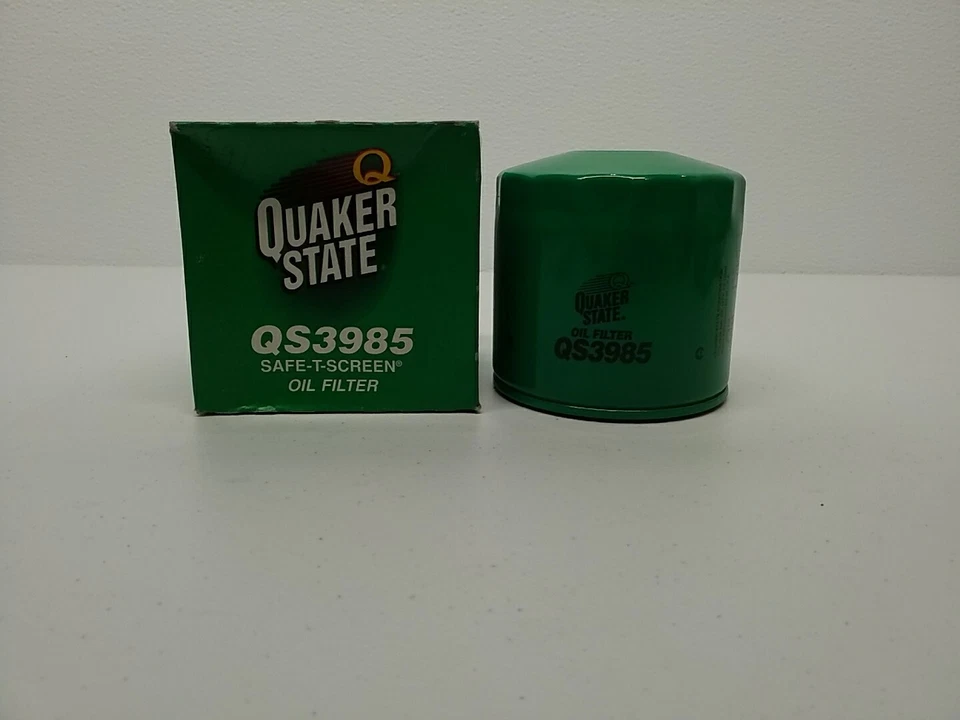 Q
QUAKER
STATE®
QS3985
SAFE-T-SCREEN®
OIL FILTER
QUAKER
STATE
OIL FILTER
QS3985